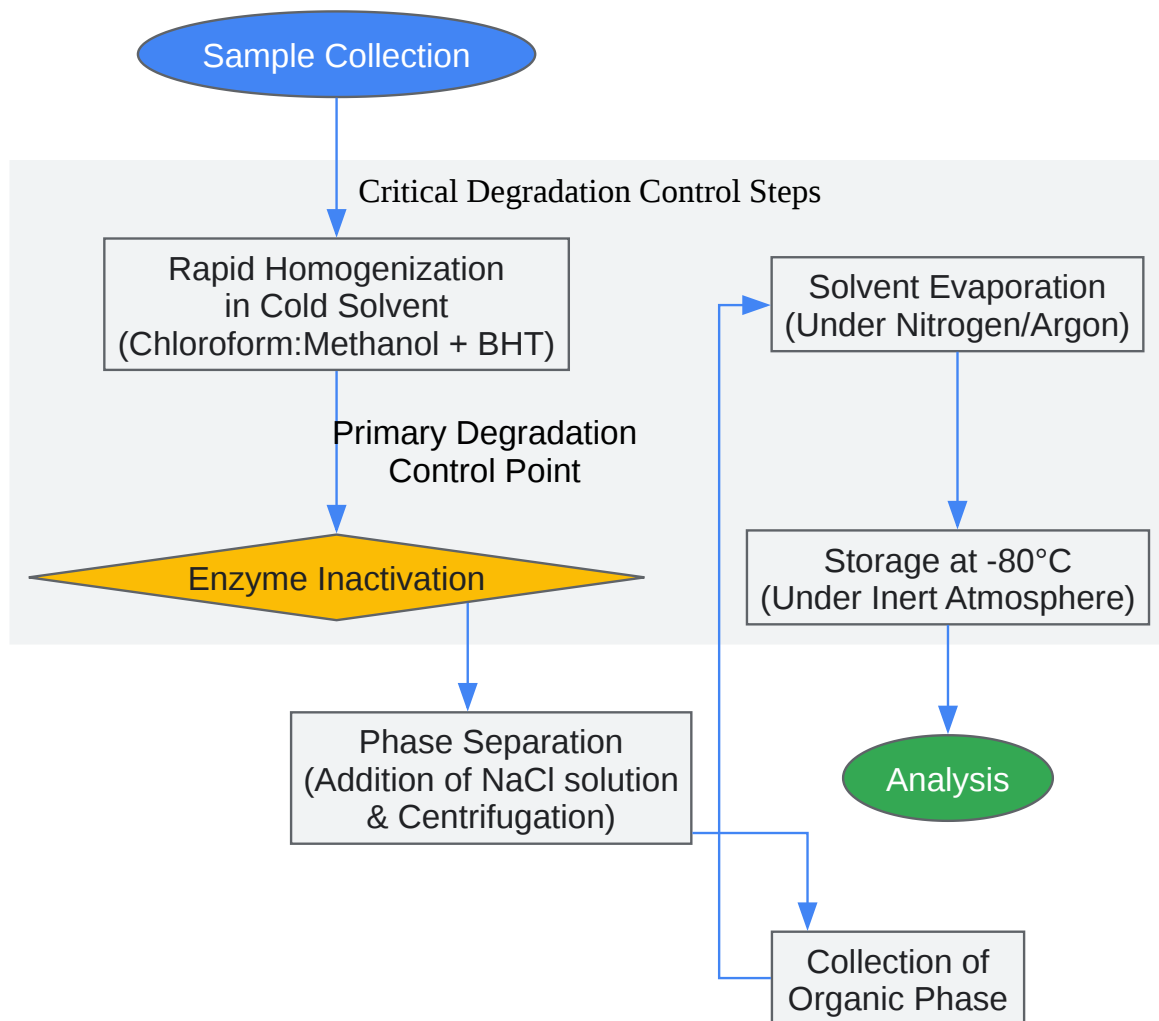 Sample Collection
Critical Degradation Control Steps
Rapid Homogenization
in Cold Solvent
(Chloroform:Methanol + BHT)
Primary Degradation
Control Point
Enzyme Inactivation
Phase Separation
(Addition of NaCl solution
& Centrifugation)
Collection of
Organic Phase
Solvent Evaporation
(Under Nitrogen/Argon)
Storage at -80°C
(Under Inert Atmosphere)
Analysis